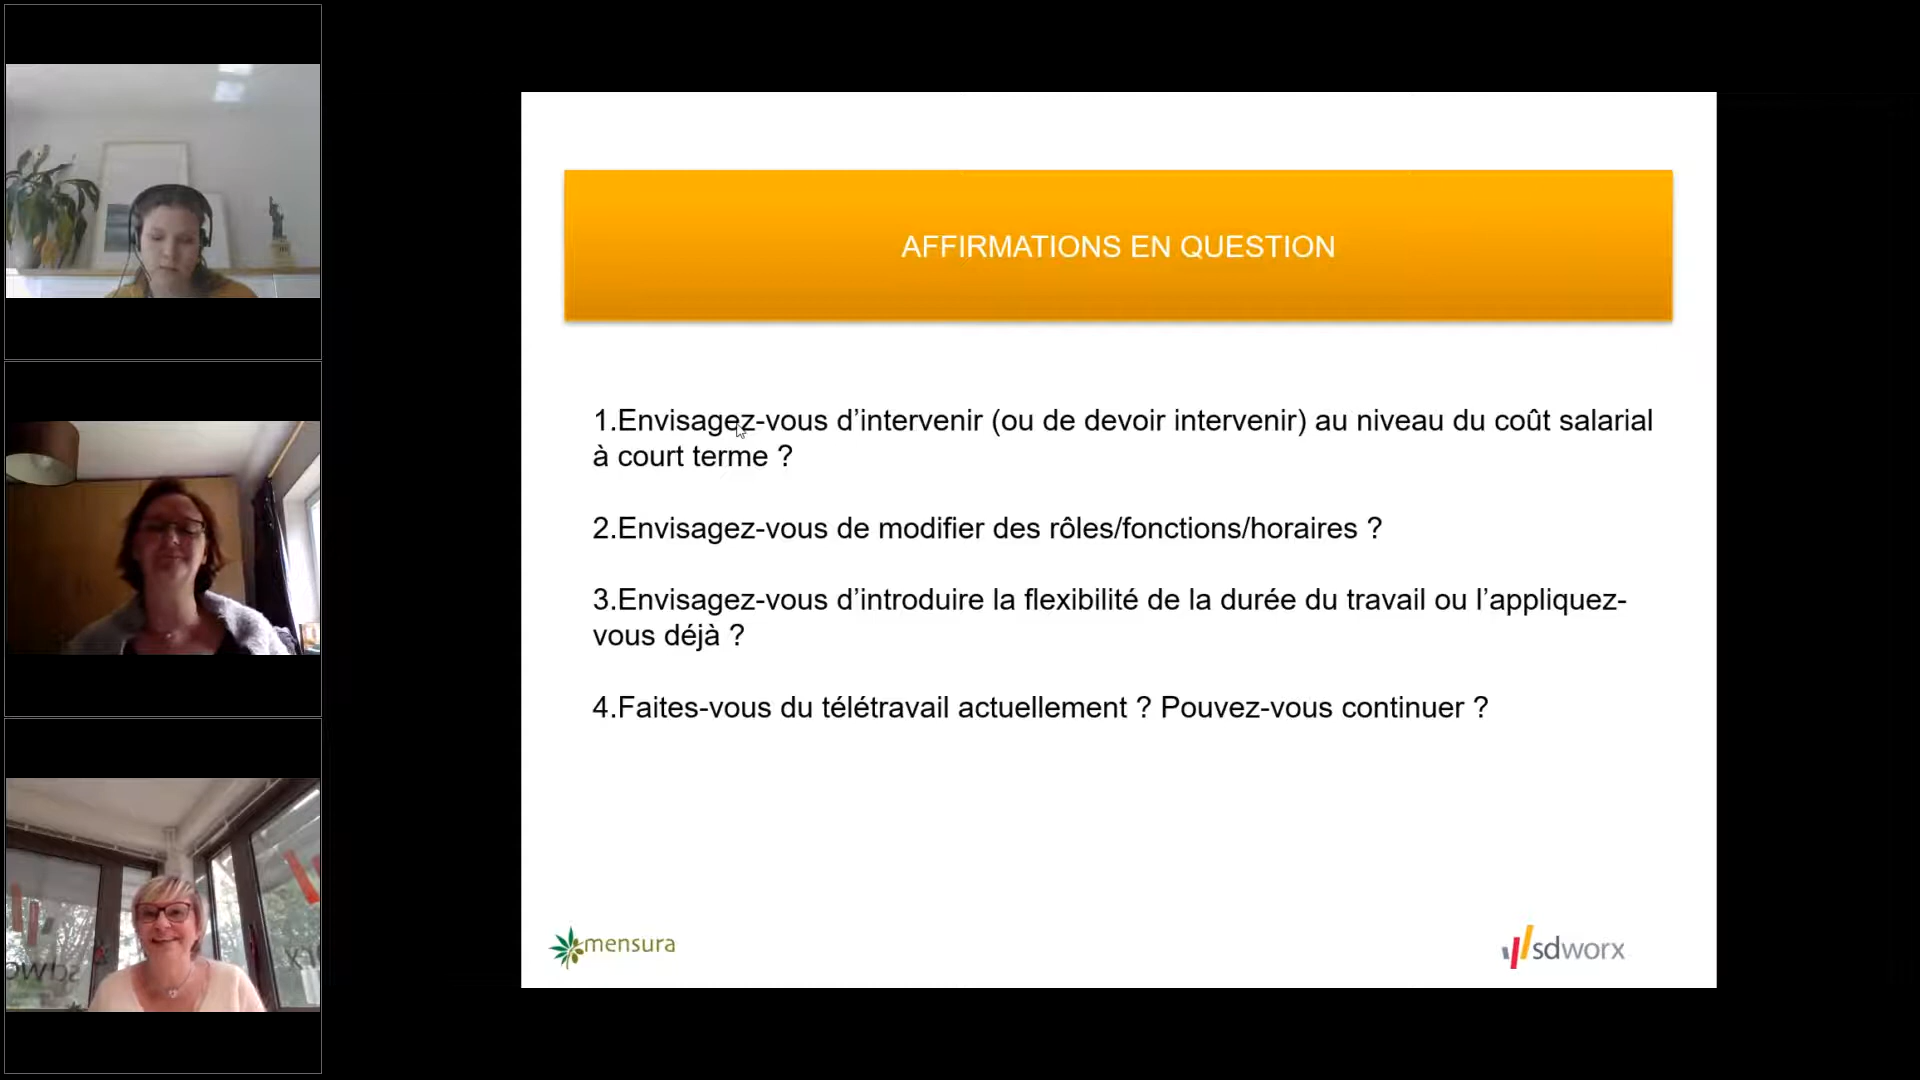 AFFIRMATIONS EN QUESTION
1.Envisagez-vous d’intervenir (ou de devoir intervenir) au niveau du coût salarial
à court terme ?
2.Envisagez-vous de modifier des rôles/fonctions/horaires ?
3.Envisagez-vous d’introduire la flexibilité de la durée du travail ou l’appliquez-
vous déjà ?
4.Faites-vous du télétravail actuellement ? Pouvez-vous continuer ?
mensura
sdworx